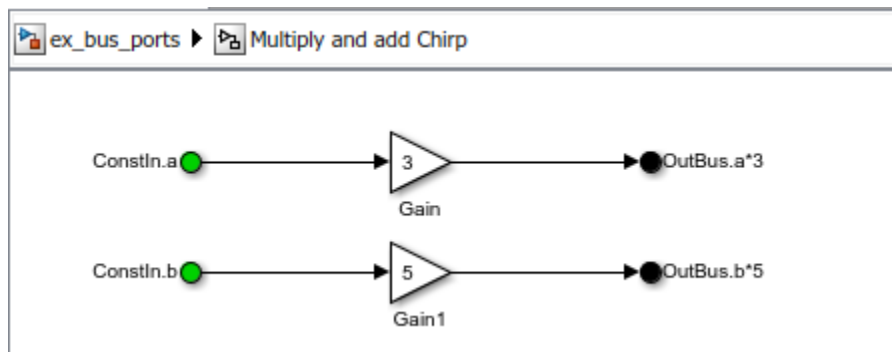 ex_bus_ports ▶ Multiply and add Chirp
ConstIn.a 3 OutBus.a*3
Gain
ConstIn.b 5 OutBus.b*5
Gain1